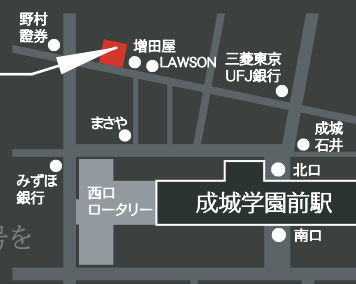 野村
證券
増田屋
LAWSON
三菱東京
UFJ銀行
まさや
成城
石井
みずほ
銀行
北口
西口
ロータリー
成城学園前駅
南口
号を